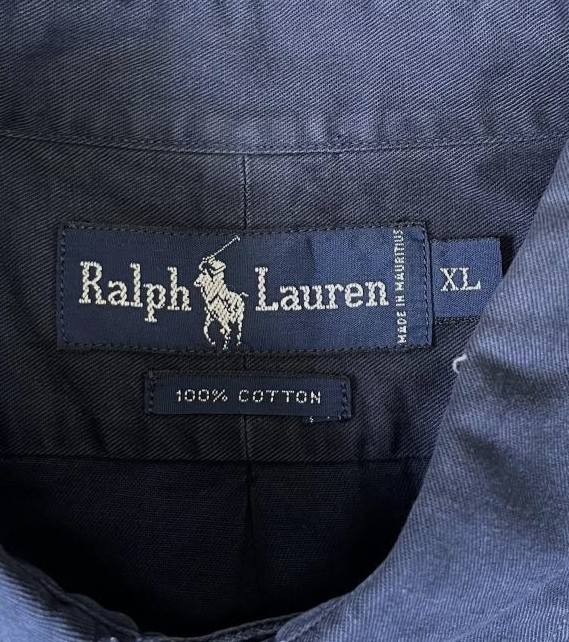 Ralph Lauren
MADE IN MAURITIUS
XL
100% COTTON